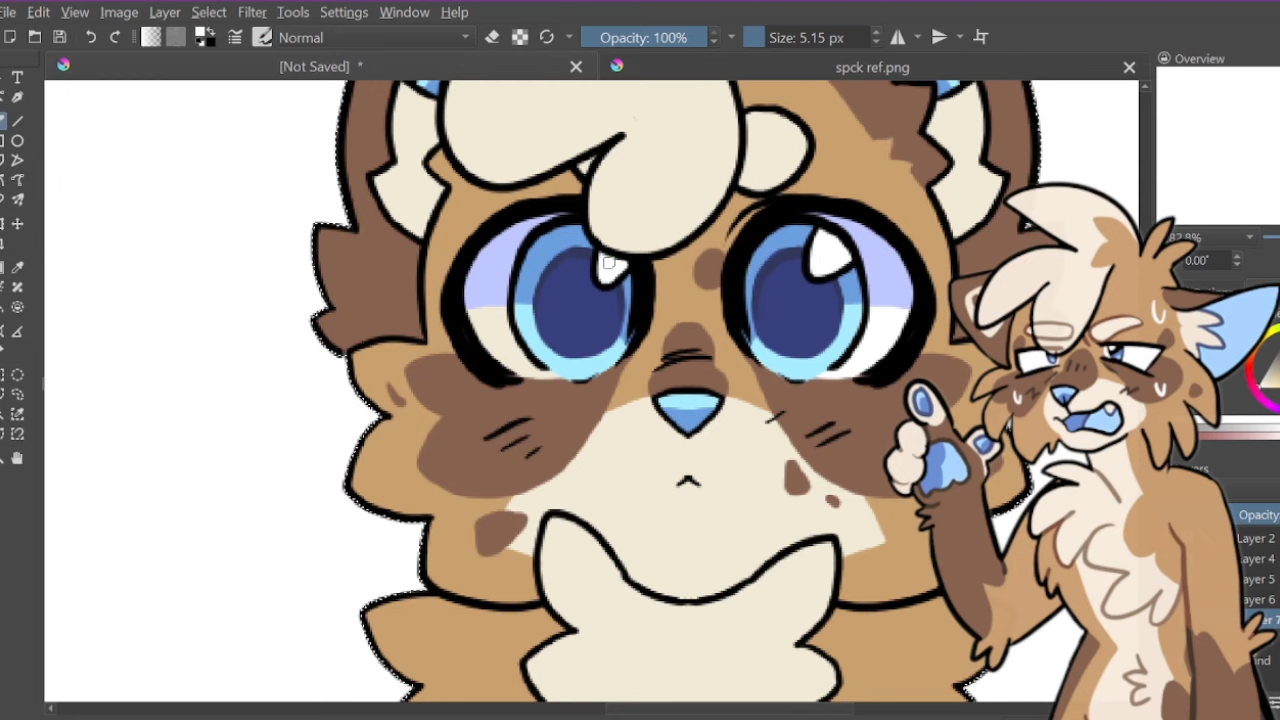 File Edit View Image Layer Select Filter Tools Settings Window Help
Normal Opacity: 100% Size: 5.15 px
[Not Saved] * spck ref.png Overview
0.00°
Opacity
Layer 2
Layer 4
Layer 5
Layer 6